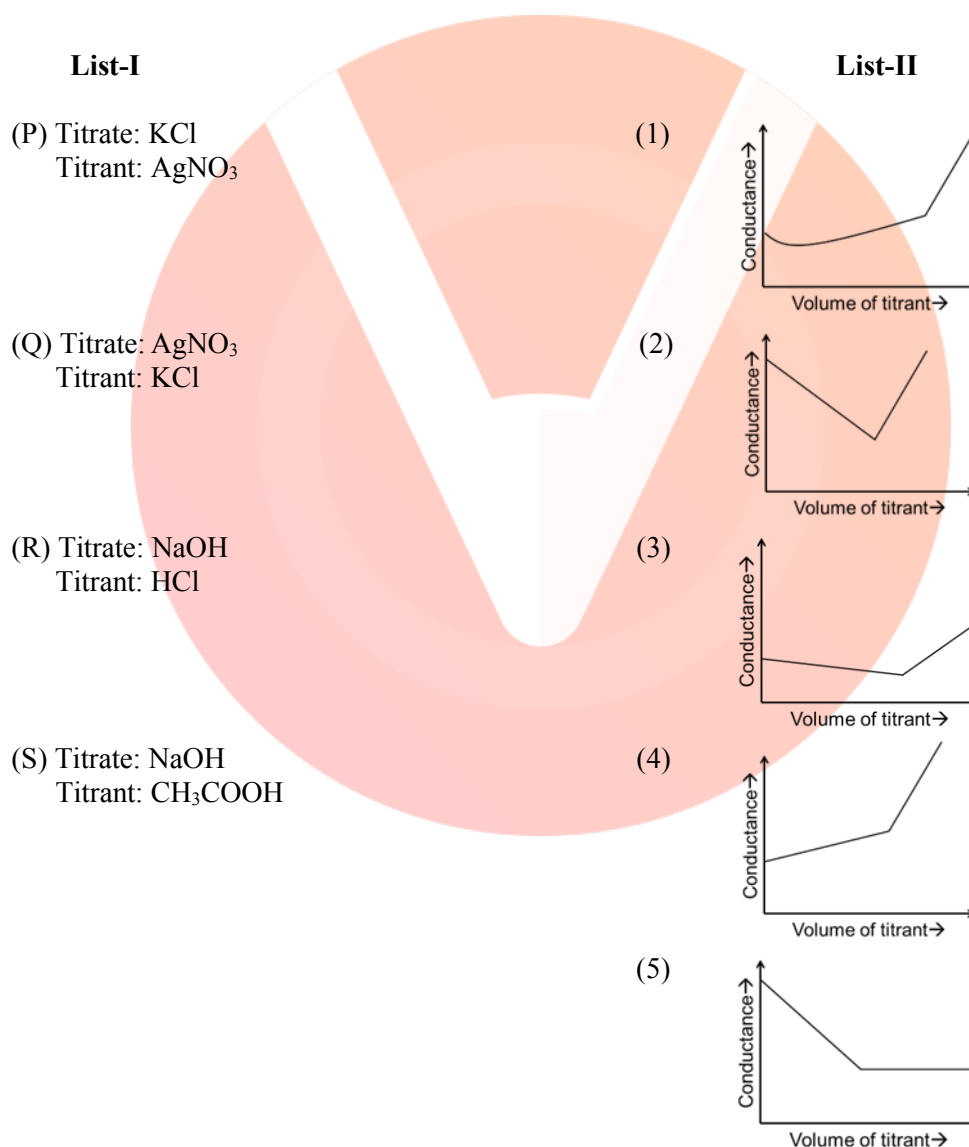 List-I List-II
(P) Titrate: KCl (1)
Titrant: AgNO₃
Conductance→
Volume of titrant→
(Q) Titrate: AgNO₃ (2)
Titrant: KCl
Conductance→
Volume of titrant→
(R) Titrate: NaOH (3)
Titrant: HCl
Conductance→
Volume of titrant→
(S) Titrate: NaOH (4)
Titrant: CH₃COOH
Conductance→
Volume of titrant→
(5)
Conductance→
Volume of titrant→